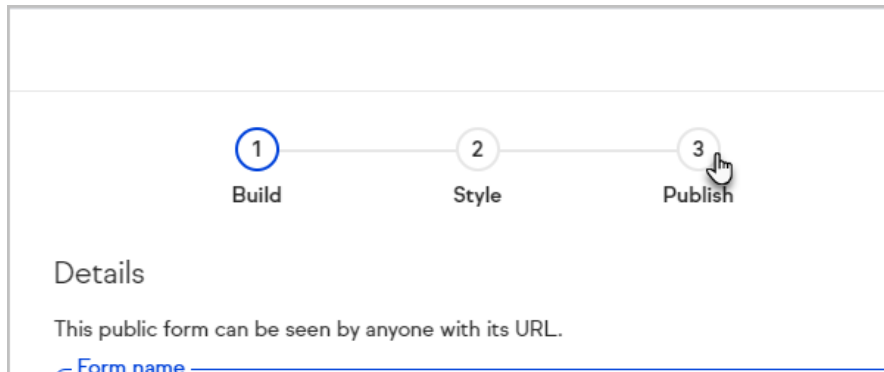 1 2 3
Build Style Publish
Details
This public form can be seen by anyone with its URL.
Form name